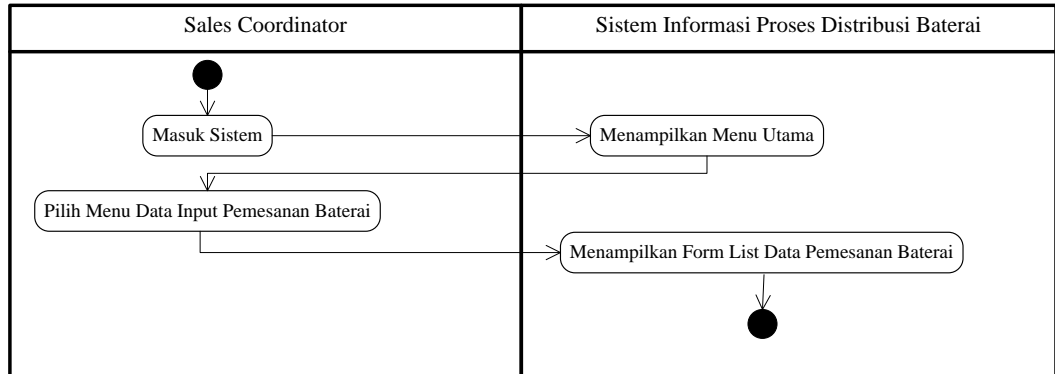 Sales Coordinator
Sistem Informasi Proses Distribusi Baterai
Masuk Sistem
Menampilkan Menu Utama
Pilih Menu Data Input Pemesanan Baterai
Menampilkan Form List Data Pemesanan Baterai